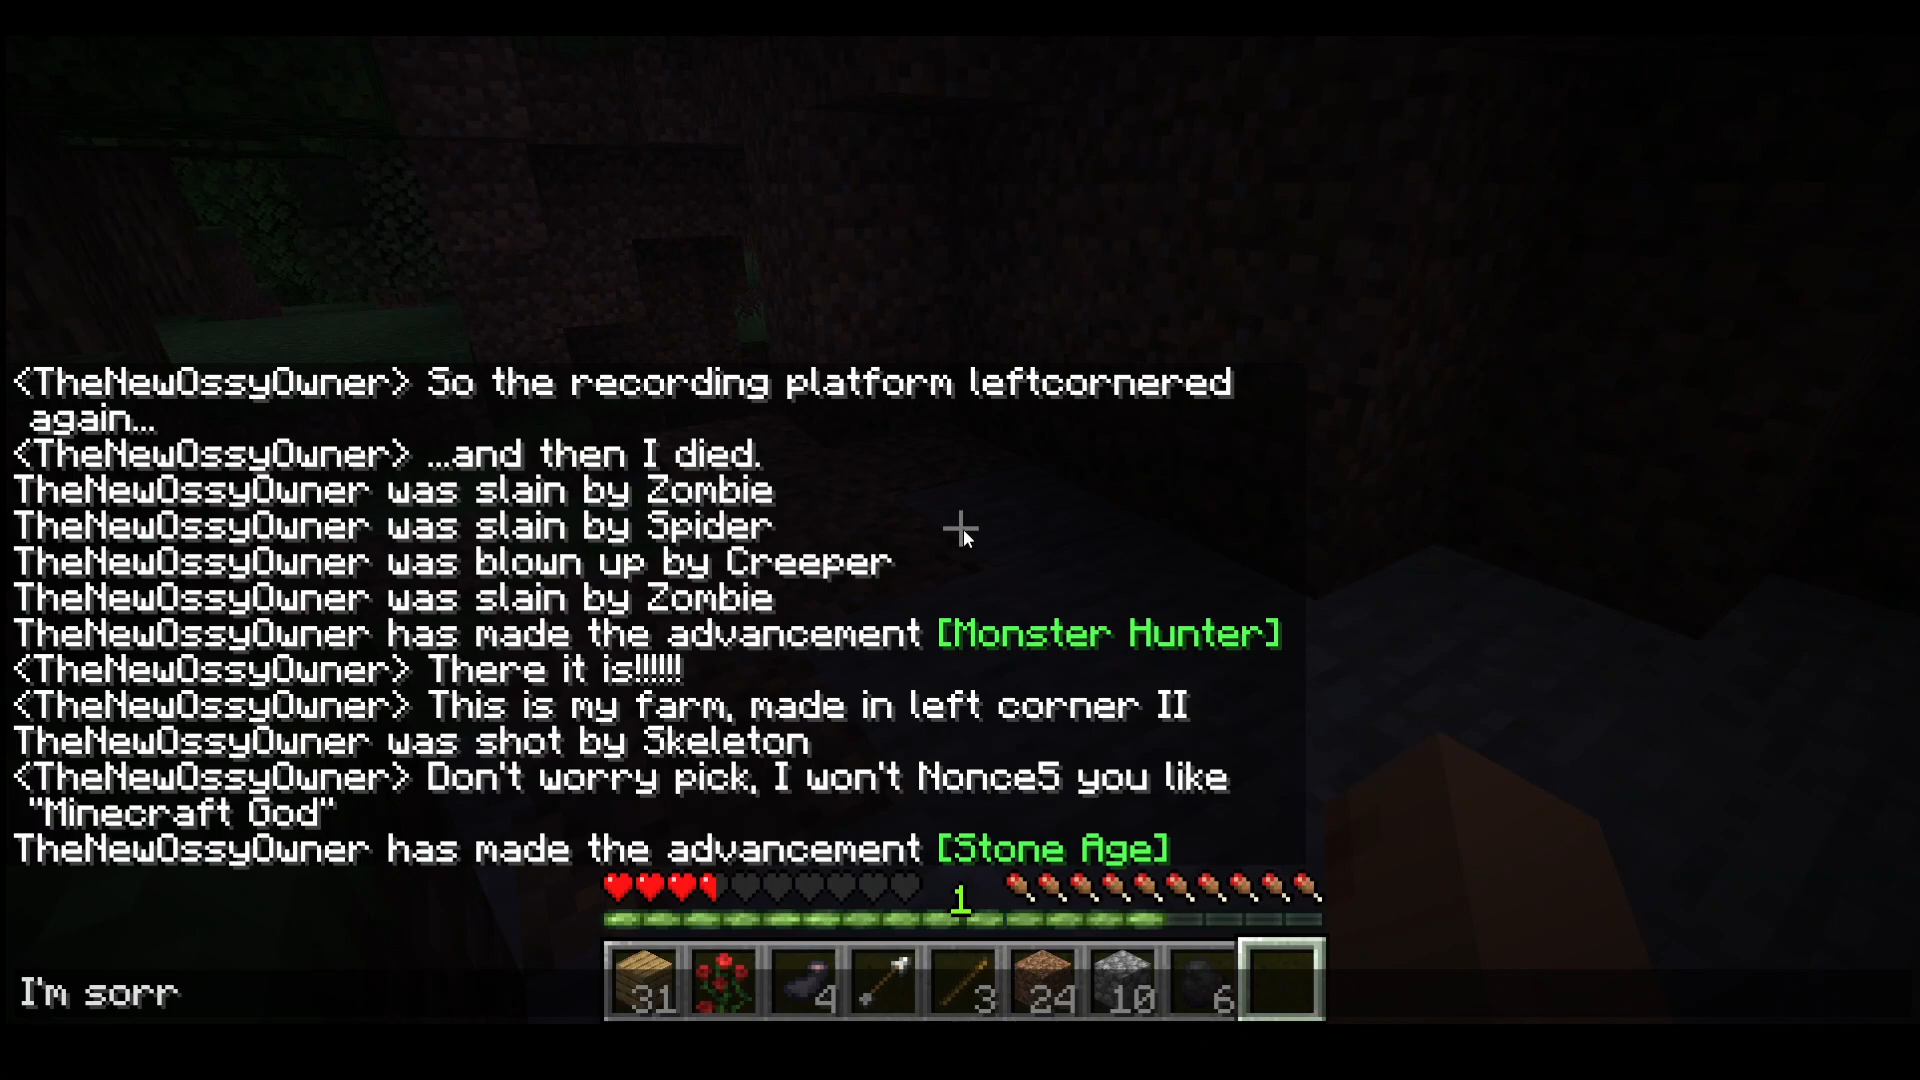 <TheNewOssyOwner> So the recording platform leftcornered
again...
<TheNewOssyOwner> ...and then I died.
TheNewOssyOwner was slain by Zombie
TheNewOssyOwner was slain by Spider
TheNewOssyOwner was blown up by Creeper
TheNewOssyOwner was slain by Zombie
TheNewOssyOwner has made the advancement [Monster Hunter]
<TheNewOssyOwner> There it is!!!!!!
<TheNewOssyOwner> This is my farm, made in left corner II
TheNewOssyOwner was shot by Skeleton
<TheNewOssyOwner> Don't worry pick, I won't Nonce5 you like
"Minecraft God"
TheNewOssyOwner has made the advancement [Stone Age]
1
31 4 3 24 10 6
I'm sorr